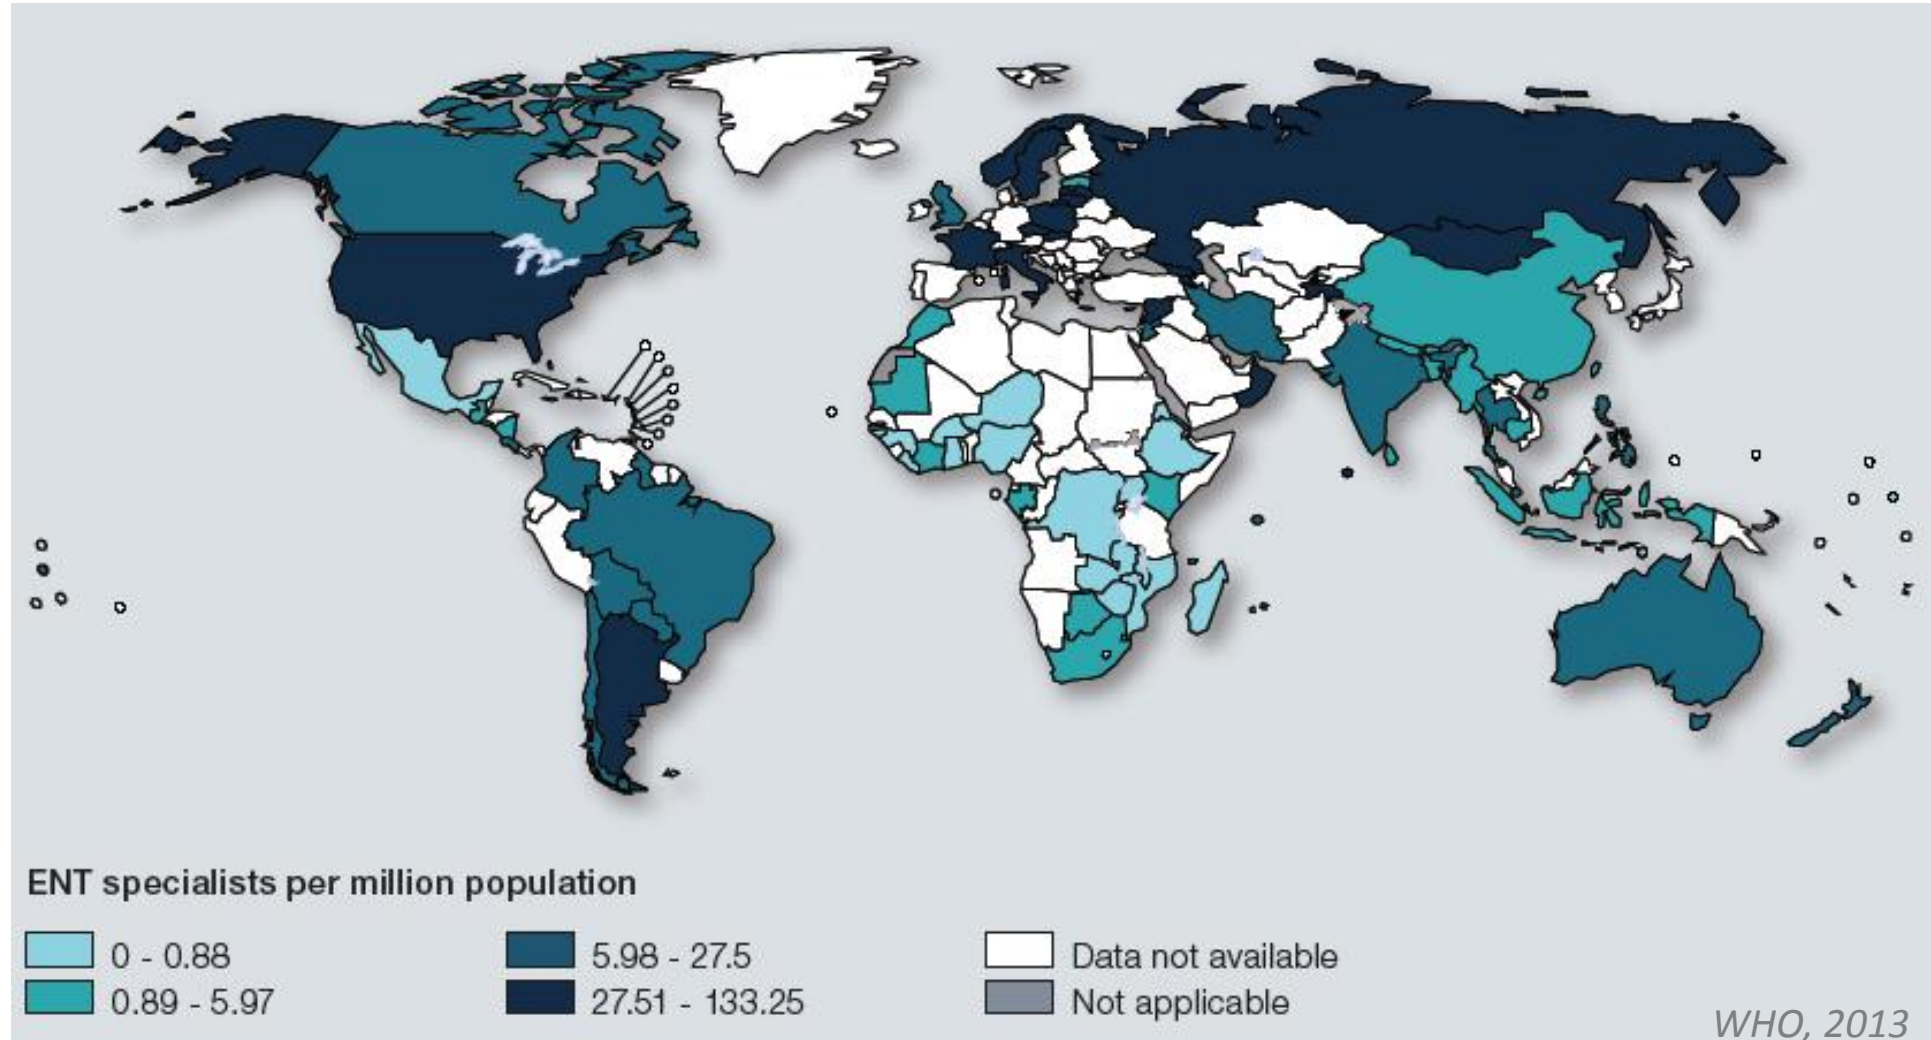 ENT specialists per million population
0 - 0.88
0.89 - 5.97
5.98 - 27.5
27.51 - 133.25
Data not available
Not applicable
WHO, 2013